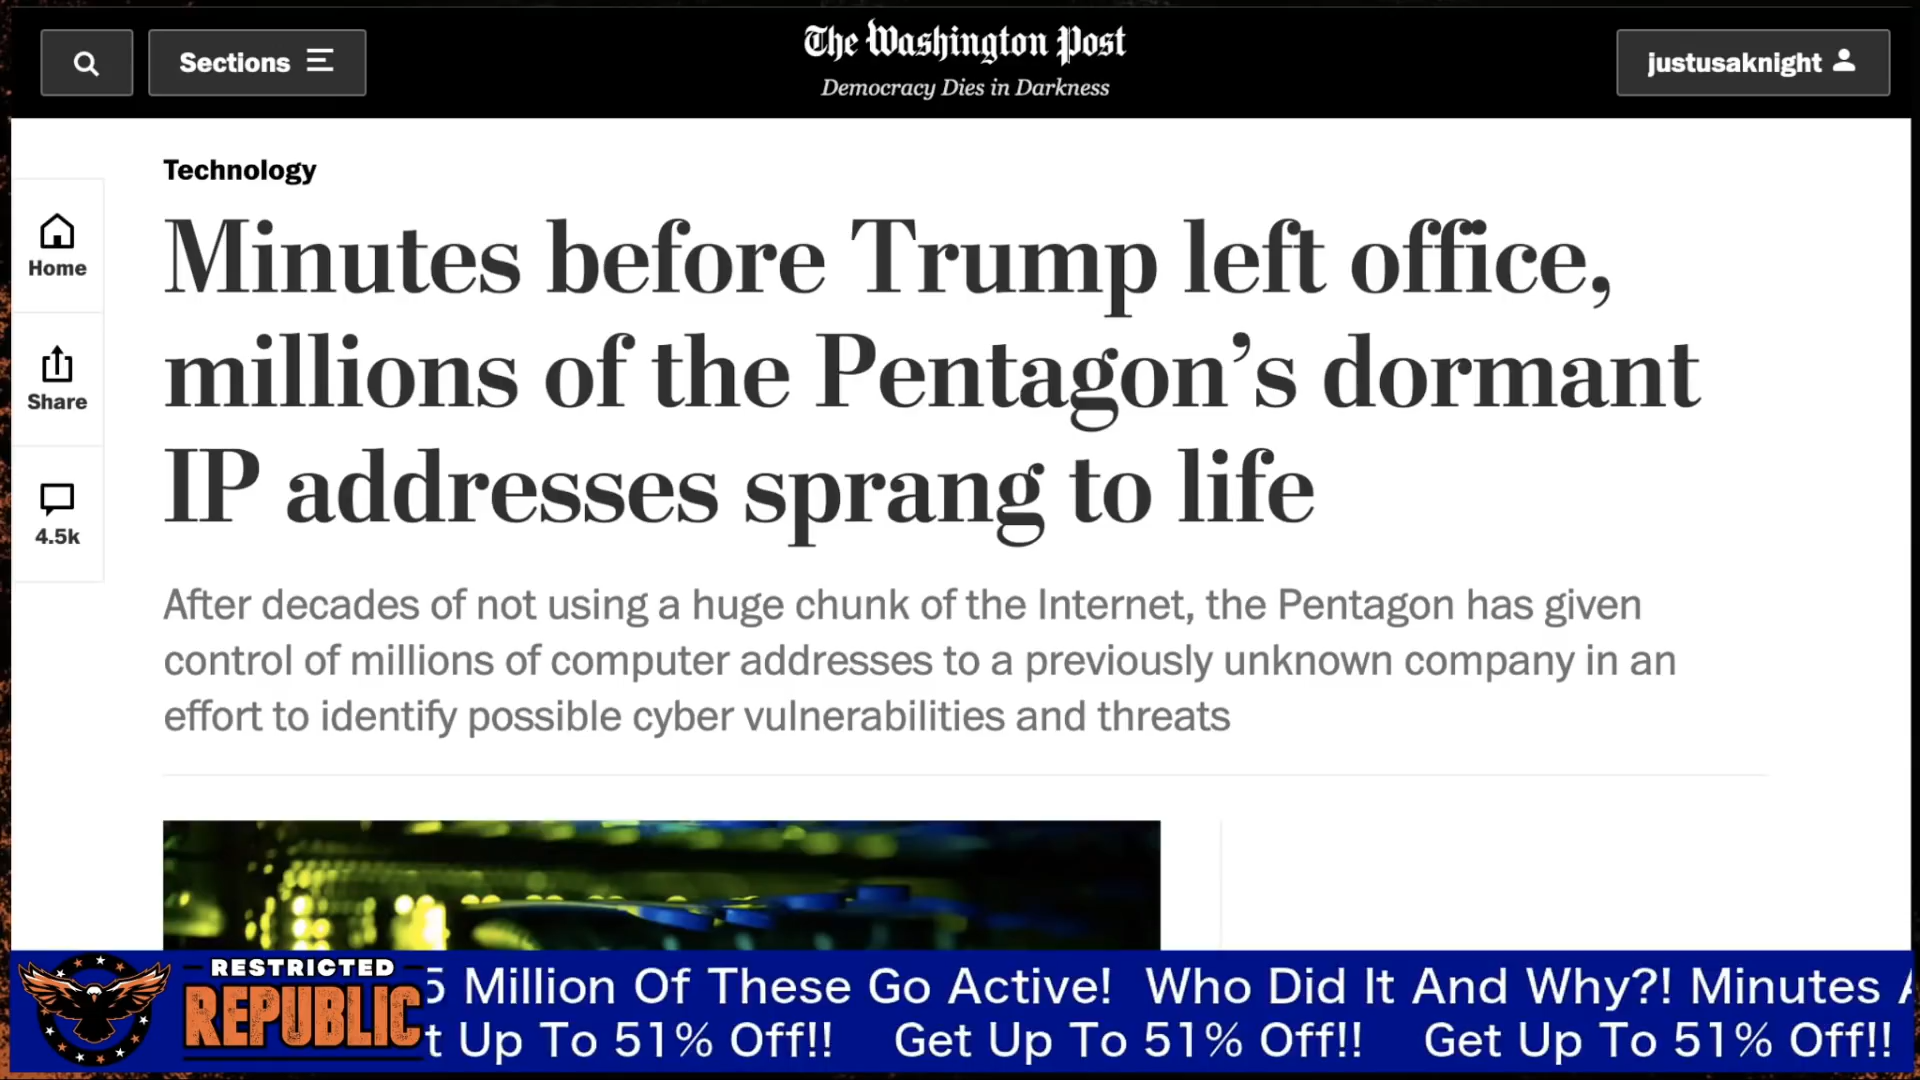 Sections
The Washington Post
Democracy Dies in Darkness
justusaknight
Home
Share
4.5k
Technology
Minutes before Trump left office,
millions of the Pentagon’s dormant
IP addresses sprang to life
After decades of not using a huge chunk of the Internet, the Pentagon has given
control of millions of computer addresses to a previously unknown company in an
effort to identify possible cyber vulnerabilities and threats
RESTRICTED
REPUBLIC
5 Million Of These Go Active! Who Did It And Why?! Minutes A
t Up To 51% Off!! Get Up To 51% Off!! Get Up To 51% Off!!